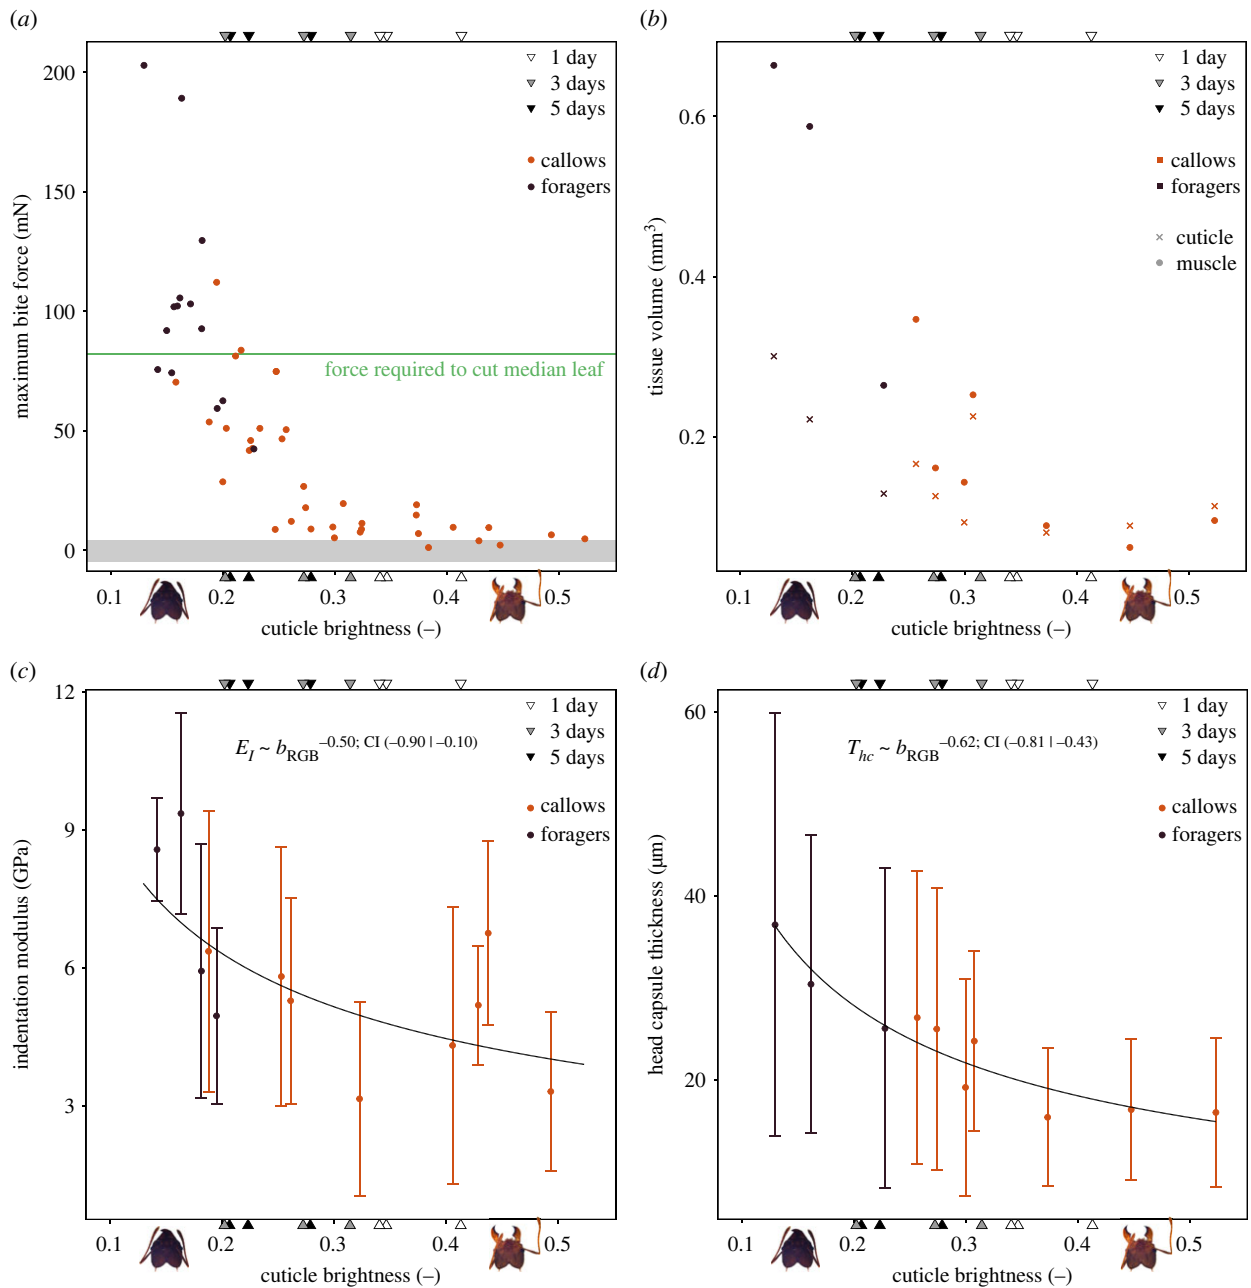 (a)
200
150
100
50
0
maximum bite force (mN)
1 day
3 days
5 days
callows
foragers
force required to cut median leaf
0.1
0.2
0.3
0.4
0.5
cuticle brightness (–)
(b)
0.6
0.4
0.2
tissue volume (mm³)
1 day
3 days
5 days
callows
foragers
cuticle
muscle
0.1
0.2
0.3
0.4
0.5
cuticle brightness (–)
(c)
12
9
6
3
indentation modulus (GPa)
E_I ~ b_RGB^–0.50; CI (–0.90 | –0.10)
1 day
3 days
5 days
callows
foragers
0.1
0.2
0.3
0.4
0.5
cuticle brightness (–)
(d)
60
40
20
head capsule thickness (µm)
T_hc ~ b_RGB^–0.62; CI (–0.81 | –0.43)
1 day
3 days
5 days
callows
foragers
0.1
0.2
0.3
0.4
0.5
cuticle brightness (–)